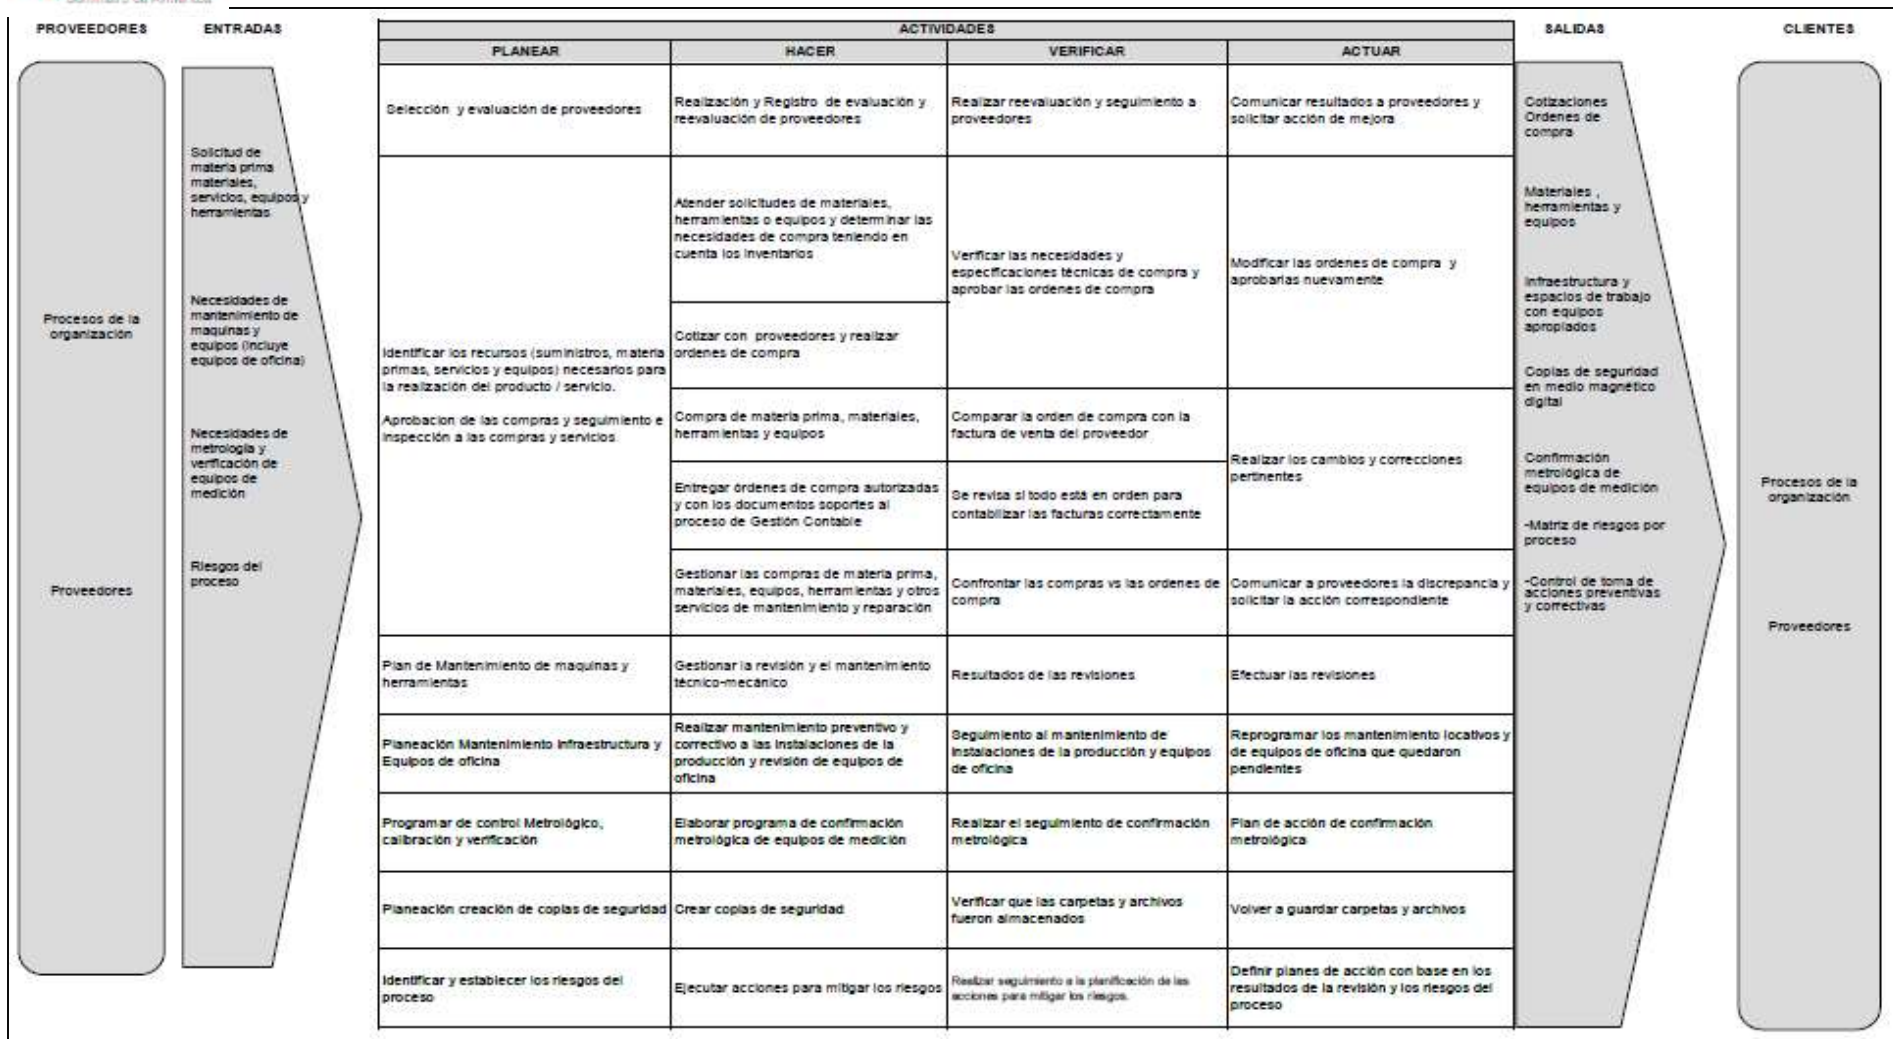 PROVEEDORES
ENTRADAS
ACTIVIDADES
SALIDAS
CLIENTES
PLANEAR
HACER
VERIFICAR
ACTUAR
Procesos de la
organización
Proveedores
Solicitud de
materia prima
materiales,
servicios, equipos y
herramientas
Necesidades de
mantenimiento de
maquinas y
equipos (incluye
equipos de oficina)
Necesidades de
metrología y
verificación de
equipos de
medición
Riesgos del
proceso
Selección y evaluación de proveedores
Realización y Registro de evaluación y
reevaluación de proveedores
Realizar reevaluación y seguimiento a
proveedores
Comunicar resultados a proveedores y
solicitar acción de mejora
Identificar los recursos (suministros, materia
primas, servicios y equipos) necesarios para
la realización del producto / servicio.
Aprobacion de las compras y seguimiento e
inspección a las compras y servicios.
Atender solicitudes de materiales,
herramientas o equipos y determinar las
necesidades de compra teniendo en
cuenta los inventarios
Verificar las necesidades y
especificaciones técnicas de compra y
aprobar las ordenes de compra
Modificar las ordenes de compra y
aprobarlas nuevamente
Cotizar con proveedores y realizar
ordenes de compra
Compra de materia prima, materiales,
herramientas y equipos
Comparar la orden de compra con la
factura de venta del proveedor
Realizar los cambios y correcciones
pertinentes
Entregar órdenes de compra autorizadas
y con los documentos soportes al
proceso de Gestión Contable
Se revisa si todo está en orden para
contabilizar las facturas correctamente
Gestionar las compras de materia prima,
materiales, equipos, herramientas y otros
servicios de mantenimiento y reparación
Confrontar las compras vs las ordenes de
compra
Comunicar a proveedores la discrepancia y
solicitar la acción correspondiente
Plan de Mantenimiento de maquinas y
herramientas
Gestionar la revisión y el mantenimiento
técnico-mecánico
Resultados de las revisiones
Efectuar las revisiones
Planeación Mantenimiento Infraestructura y
Equipos de oficina
Realizar mantenimiento preventivo y
correctivo a las instalaciones de la
producción y revisión de equipos de
oficina
Seguimiento al mantenimiento de
instalaciones de la producción y equipos
de oficina
Reprogramar los mantenimiento locativos y
de equipos de oficina que quedaron
pendientes
Programar de control Metrológico,
calibración y verificación
Elaborar programa de confirmación
metrológica de equipos de medición
Realizar el seguimiento de confirmación
metrológica
Plan de acción de confirmación
metrológica
Planeación creación de copias de seguridad
Crear copias de seguridad
Verificar que las carpetas y archivos
fueron almacenados
Volver a guardar carpetas y archivos
Identificar y establecer los riesgos del
proceso
Ejecutar acciones para mitigar los riesgos
Realizar seguimiento a la planificación de las
acciones para mitigar los riesgos.
Definir planes de acción con base en los
resultados de la revisión y los riesgos del
proceso
Cotizaciones
Ordenes de
compra
Materiales ,
herramientas y
equipos
Infraestructura y
espacios de trabajo
con equipos
apropiados
Copias de seguridad
en medio magnético
digital
Confirmación
metrológica de
equipos de medición
-Matriz de riesgos por
proceso
-Control de toma de
acciones preventivas
y correctivas
Procesos de la
organización
Proveedores